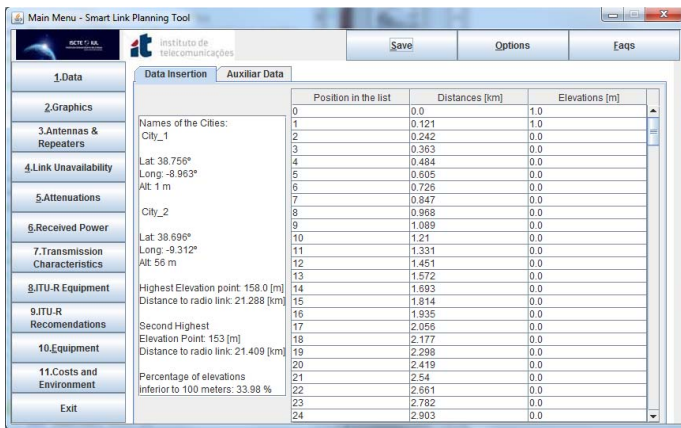 Main Menu - Smart Link Planning Tool
ISCTE IUL
instituto de
telecomunicações
Save
Options
Faqs
1.Data
2.Graphics
3.Antennas &
Repeaters
4.Link Unavailability
5.Attenuations
6.Received Power
7.Transmission
Characteristics
8.ITU-R Equipment
9.ITU-R
Recomendations
10.Equipment
11.Costs and
Environment
Exit
Data Insertion
Auxiliar Data
Names of the Cities:
City_1
Lat: 38.756º
Long: -8.963º
Alt: 1 m
City_2
Lat: 38.696º
Long: -9.312º
Alt: 56 m
Highest Elevation point: 158.0 [m]
Distance to radio link: 21.288 [km]
Second Highest
Elevation Point: 153 [m]
Distance to radio link: 21.409 [km]
Percentage of elevations
inferior to 100 meters: 33.98 %
Position in the list Distances [km] Elevations [m]
0 0.0 1.0
1 0.121 1.0
2 0.242 0.0
3 0.363 0.0
4 0.484 0.0
5 0.605 0.0
6 0.726 0.0
7 0.847 0.0
8 0.968 0.0
9 1.089 0.0
10 1.21 0.0
11 1.331 0.0
12 1.451 0.0
13 1.572 0.0
14 1.693 0.0
15 1.814 0.0
16 1.935 0.0
17 2.056 0.0
18 2.177 0.0
19 2.298 0.0
20 2.419 0.0
21 2.54 0.0
22 2.661 0.0
23 2.782 0.0
24 2.903 0.0